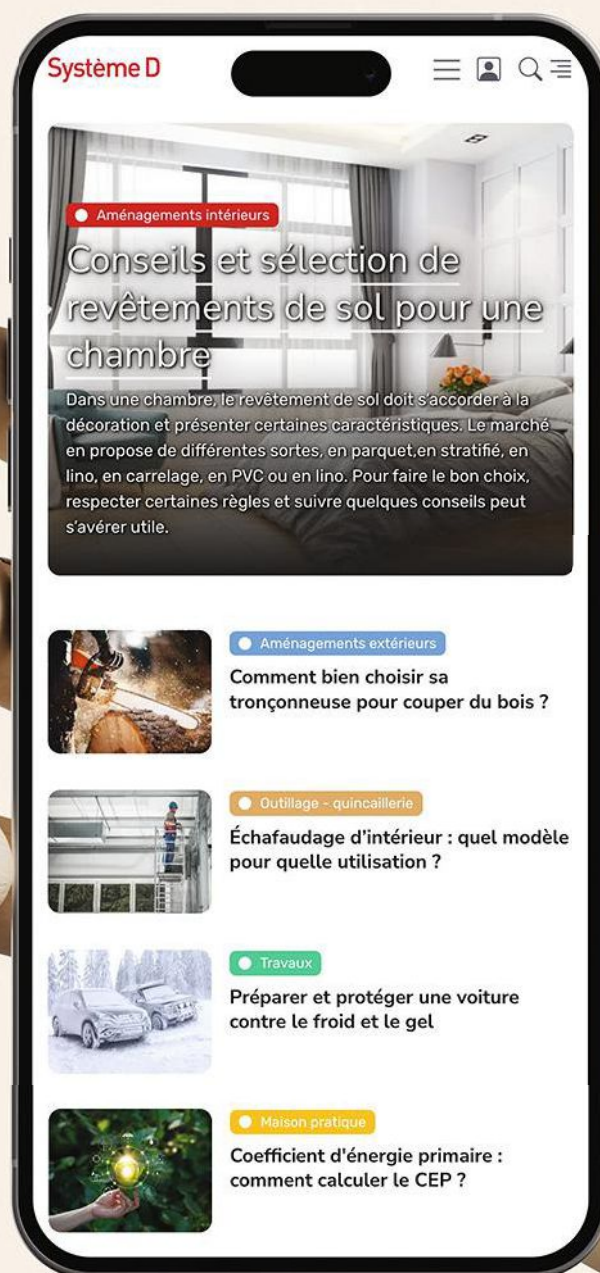 Système D
Aménagements intérieurs
Conseils et sélection de
revêtements de sol pour une
chambre
Dans une chambre, le revêtement de sol doit s'accorder à la
décoration et présenter certaines caractéristiques. Le marché
en propose de différentes sortes, en parquet,en stratifié, en
lino, en carrelage, en PVC ou en lino. Pour faire le bon choix,
respecter certaines règles et suivre quelques conseils peut
s'avérer utile.
Aménagements extérieurs
Comment bien choisir sa
tronçonneuse pour couper du bois ?
Outillage - quincaillerie
Échafaudage d'intérieur : quel modèle
pour quelle utilisation ?
Travaux
Préparer et protéger une voiture
contre le froid et le gel
Maison pratique
Coefficient d'énergie primaire :
comment calculer le CEP ?